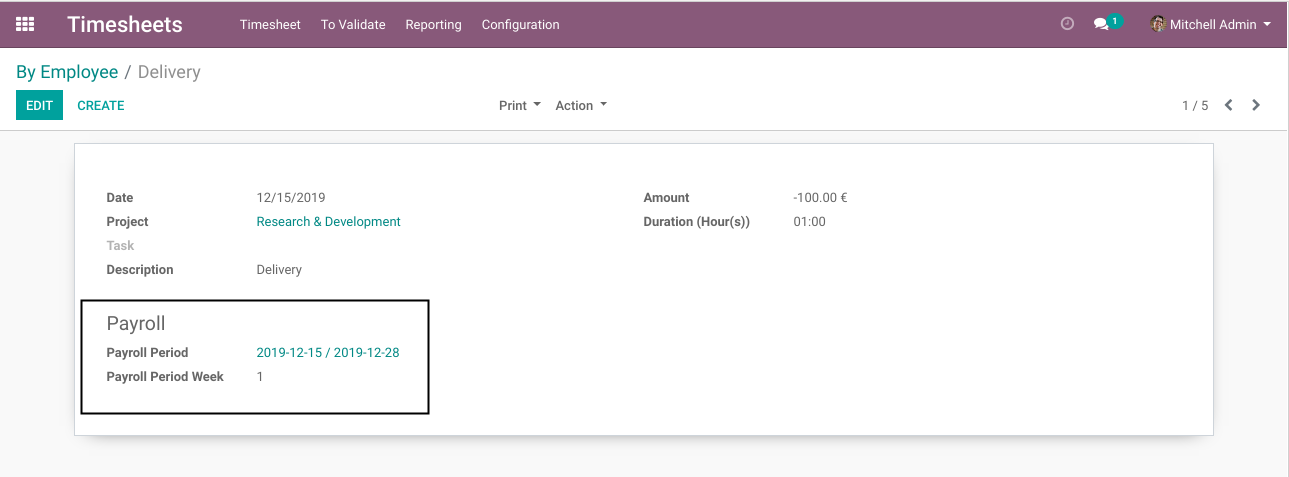 Timesheets Timesheet To Validate Reporting Configuration 1 Mitchell Admin
By Employee / Delivery
EDIT CREATE Print Action 1 / 5
Date 12/15/2019 Amount -100.00 €
Project Research & Development Duration (Hour(s)) 01:00
Task
Description Delivery
Payroll
Payroll Period 2019-12-15 / 2019-12-28
Payroll Period Week 1